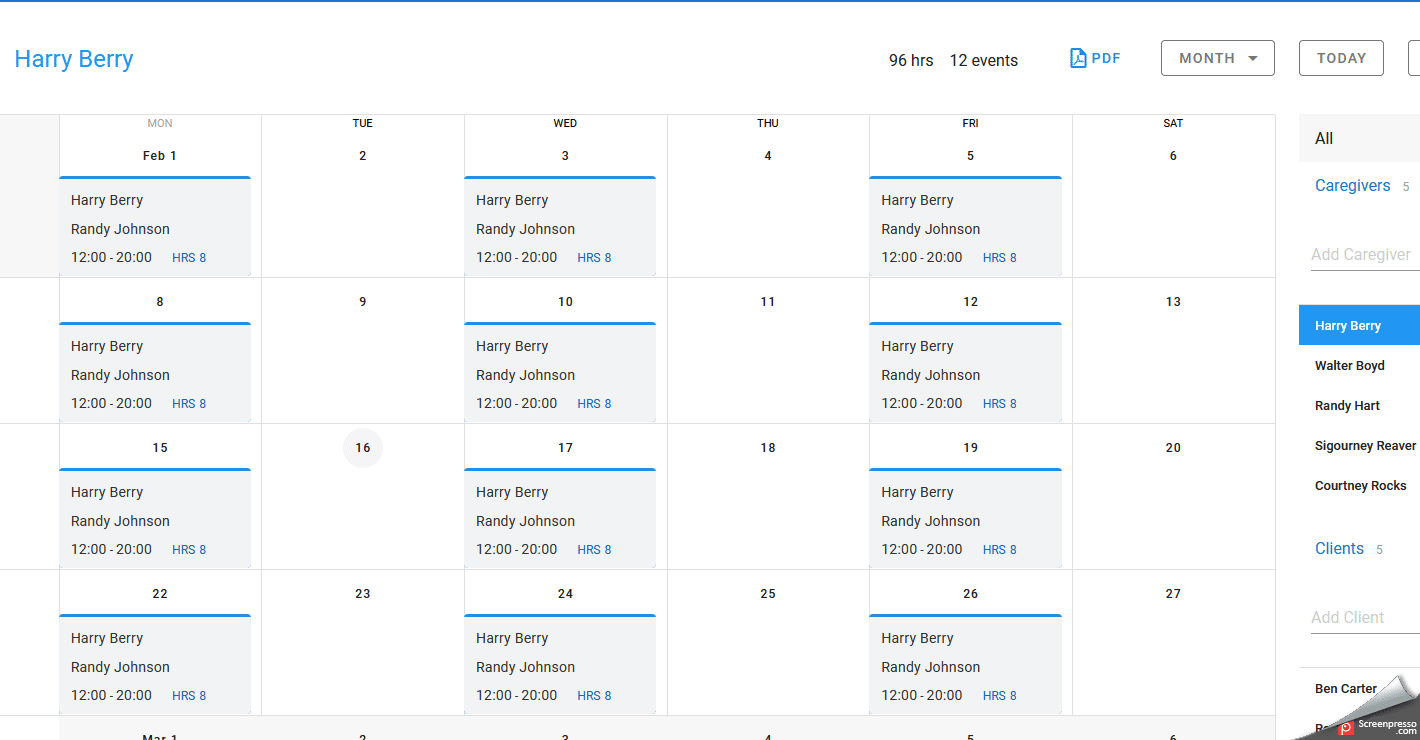 Harry Berry
96 hrs 12 events PDF MONTH TODAY
MON TUE WED THU FRI SAT
Feb 1 2 3 4 5 6
Harry Berry Harry Berry Harry Berry
Randy Johnson Randy Johnson Randy Johnson
12:00 - 20:00 HRS 8 12:00 - 20:00 HRS 8 12:00 - 20:00 HRS 8
8 9 10 11 12 13
Harry Berry Harry Berry Harry Berry
Randy Johnson Randy Johnson Randy Johnson
12:00 - 20:00 HRS 8 12:00 - 20:00 HRS 8 12:00 - 20:00 HRS 8
15 16 17 18 19 20
Harry Berry Harry Berry Harry Berry
Randy Johnson Randy Johnson Randy Johnson
12:00 - 20:00 HRS 8 12:00 - 20:00 HRS 8 12:00 - 20:00 HRS 8
22 23 24 25 26 27
Harry Berry Harry Berry Harry Berry
Randy Johnson Randy Johnson Randy Johnson
12:00 - 20:00 HRS 8 12:00 - 20:00 HRS 8 12:00 - 20:00 HRS 8
Mar 1 2 3 4 5 6
All
Caregivers 5
Add Caregiver
Harry Berry
Walter Boyd
Randy Hart
Sigourney Reaver
Courtney Rocks
Clients 5
Add Client
Ben Carter
Screenpresso
.com